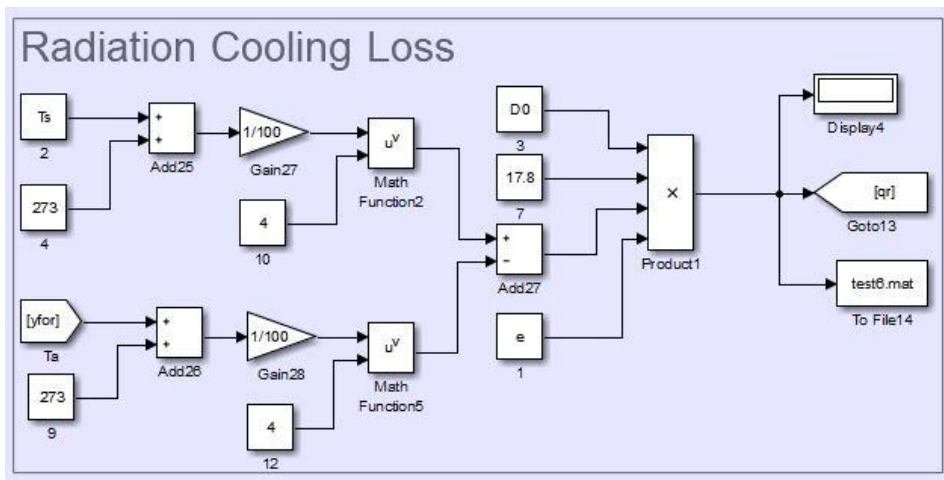 Radiation Cooling Loss
Ts
2
+
+
Add25
273
4
1/100
Gain27
4
10
u^v
Math
Function2
D0
3
17.8
7
+
−
Add27
e
1
×
Product1
Display4
[qr]
Goto13
test6.mat
To File14
[yfor]
Ta
+
+
Add26
273
9
1/100
Gain28
4
12
u^v
Math
Function5